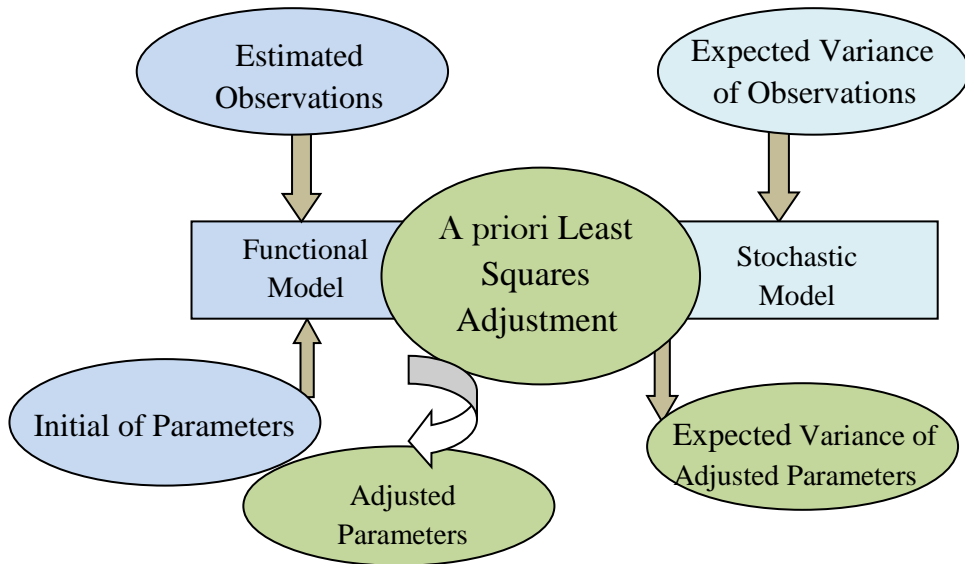 Estimated
Observations
Expected Variance
of Observations
Functional
Model
A priori Least
Squares
Adjustment
Stochastic
Model
Initial of Parameters
Expected Variance of
Adjusted Parameters
Adjusted
Parameters